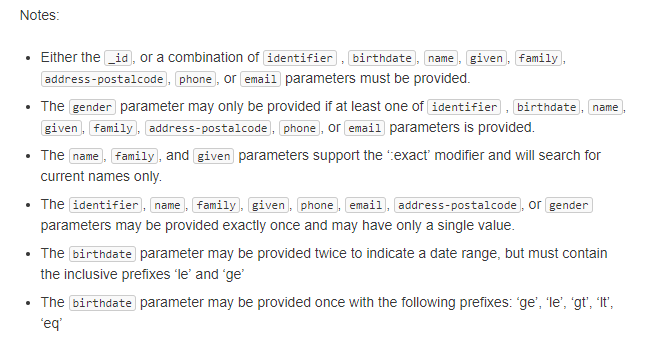 Notes:
Either the _id, or a combination of identifier , birthdate, name, given, family,
address-postalcode, phone, or email parameters must be provided.
The gender parameter may only be provided if at least one of identifier , birthdate, name,
given, family, address-postalcode, phone, or email parameters is provided.
The name, family, and given parameters support the ‘:exact’ modifier and will search for
current names only.
The identifier, name, family, given, phone, email, address-postalcode, or gender
parameters may be provided exactly once and may have only a single value.
The birthdate parameter may be provided twice to indicate a date range, but must contain
the inclusive prefixes ‘le’ and ‘ge’
The birthdate parameter may be provided once with the following prefixes: ‘ge’, ‘le’, ‘gt’, ‘lt’,
‘eq’